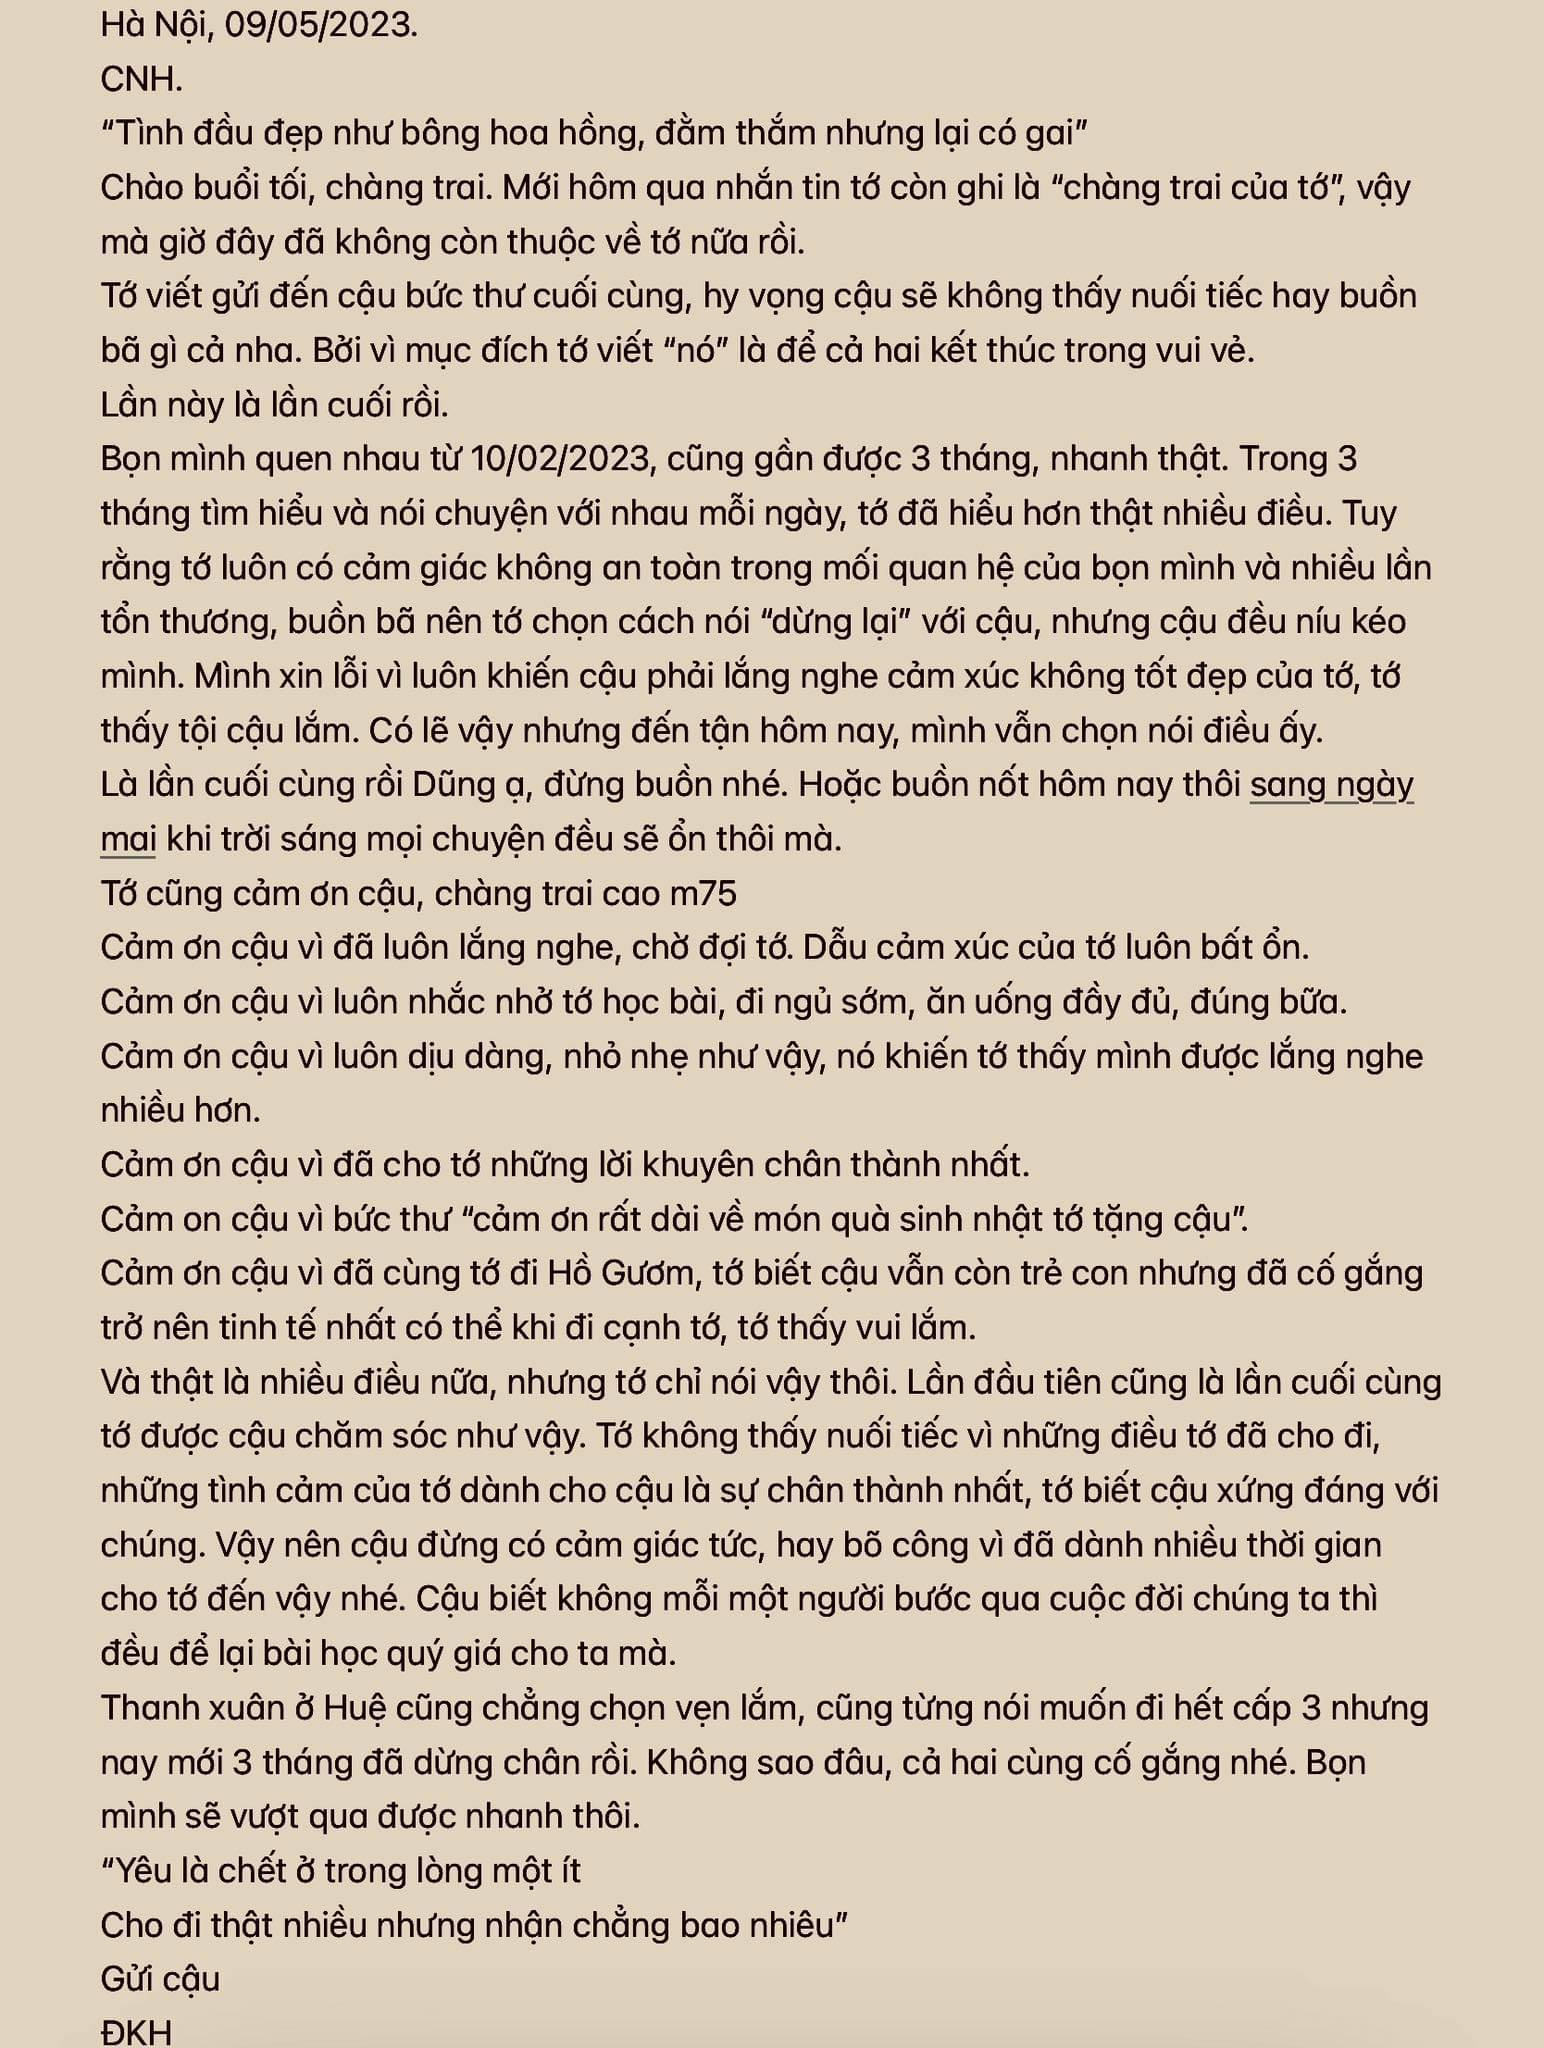 Hà Nội, 09/05/2023.
CNH.
“Tình đầu đẹp như bông hoa hồng, đằm thắm nhưng lại có gai”
Chào buổi tối, chàng trai. Mới hôm qua nhắn tin tớ còn ghi là “chàng trai của tớ”, vậy
mà giờ đây đã không còn thuộc về tớ nữa rồi.
Tớ viết gửi đến cậu bức thư cuối cùng, hy vọng cậu sẽ không thấy nuối tiếc hay buồn
bã gì cả nha. Bởi vì mục đích tớ viết “nó” là để cả hai kết thúc trong vui vẻ.
Lần này là lần cuối rồi.
Bọn mình quen nhau từ 10/02/2023, cũng gần được 3 tháng, nhanh thật. Trong 3
tháng tìm hiểu và nói chuyện với nhau mỗi ngày, tớ đã hiểu hơn thật nhiều điều. Tuy
rằng tớ luôn có cảm giác không an toàn trong mối quan hệ của bọn mình và nhiều lần
tổn thương, buồn bã nên tớ chọn cách nói “dừng lại” với cậu, nhưng cậu đều níu kéo
mình. Mình xin lỗi vì luôn khiến cậu phải lắng nghe cảm xúc không tốt đẹp của tớ, tớ
thấy tội cậu lắm. Có lẽ vậy nhưng đến tận hôm nay, mình vẫn chọn nói điều ấy.
Là lần cuối cùng rồi Dũng ạ, đừng buồn nhé. Hoặc buồn nốt hôm nay thôi sang ngày
mai khi trời sáng mọi chuyện đều sẽ ổn thôi mà.
Tớ cũng cảm ơn cậu, chàng trai cao m75
Cảm ơn cậu vì đã luôn lắng nghe, chờ đợi tớ. Dẫu cảm xúc của tớ luôn bất ổn.
Cảm ơn cậu vì luôn nhắc nhở tớ học bài, đi ngủ sớm, ăn uống đầy đủ, đúng bữa.
Cảm ơn cậu vì luôn dịu dàng, nhỏ nhẹ như vậy, nó khiến tớ thấy mình được lắng nghe
nhiều hơn.
Cảm ơn cậu vì đã cho tớ những lời khuyên chân thành nhất.
Cảm on cậu vì bức thư “cảm ơn rất dài về món quà sinh nhật tớ tặng cậu”.
Cảm ơn cậu vì đã cùng tớ đi Hồ Gươm, tớ biết cậu vẫn còn trẻ con nhưng đã cố gắng
trở nên tinh tế nhất có thể khi đi cạnh tớ, tớ thấy vui lắm.
Và thật là nhiều điều nữa, nhưng tớ chỉ nói vậy thôi. Lần đầu tiên cũng là lần cuối cùng
tớ được cậu chăm sóc như vậy. Tớ không thấy nuối tiếc vì những điều tớ đã cho đi,
những tình cảm của tớ dành cho cậu là sự chân thành nhất, tớ biết cậu xứng đáng với
chúng. Vậy nên cậu đừng có cảm giác tức, hay bõ công vì đã dành nhiều thời gian
cho tớ đến vậy nhé. Cậu biết không mỗi một người bước qua cuộc đời chúng ta thì
đều để lại bài học quý giá cho ta mà.
Thanh xuân ở Huệ cũng chẳng chọn vẹn lắm, cũng từng nói muốn đi hết cấp 3 nhưng
nay mới 3 tháng đã dừng chân rồi. Không sao đâu, cả hai cùng cố gắng nhé. Bọn
mình sẽ vượt qua được nhanh thôi.
“Yêu là chết ở trong lòng một ít
Cho đi thật nhiều nhưng nhận chẳng bao nhiêu”
Gửi cậu
ĐKH